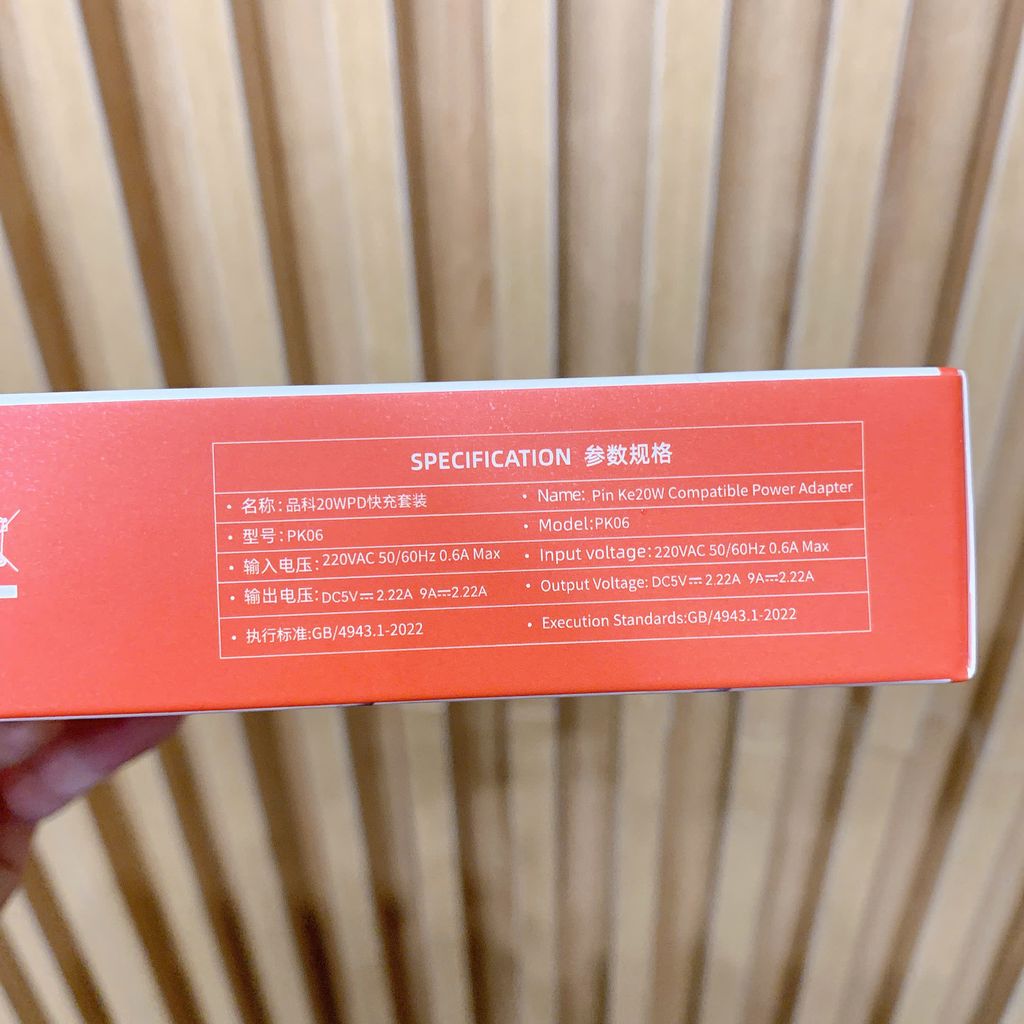 SPECIFICATION 参数规格
• 名称:品科20WPD快充套装
• Name: Pin Ke20W Compatible Power Adapter
• 型号:PK06
• Model:PK06
• 输入电压:220VAC 50/60Hz 0.6A Max
• Input voltage:220VAC 50/60Hz 0.6A Max
• 输出电压:DC5V⎓2.22A 9A⎓2.22A
• Output Voltage: DC5V⎓2.22A 9A⎓2.22A
• 执行标准:GB/4943.1-2022
• Execution Standards:GB/4943.1-2022